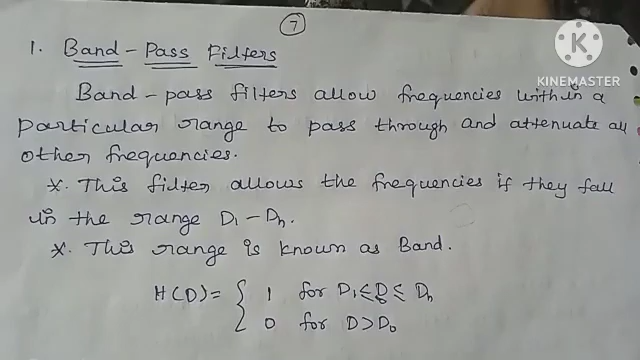 7
1. Band-Pass Filters
KINEMASTER
Band-pass filters allow frequencies within a
particular range to pass through and attenuate all
other frequencies.
*. This filter allows the frequencies if they fall
in the range D₁ - Dₕ.
*. This range is known as Band.
H(D) = { 1 for D₁ ≤ D ≤ Dₕ
0 for D > D₀